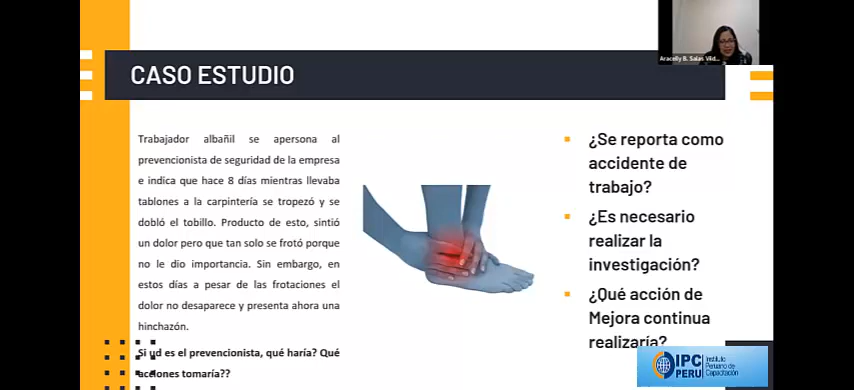 Aracelly B. Salas Vild...
CASO ESTUDIO
Trabajador albañil se apersona al
prevencionista de seguridad de la empresa
e indica que hace 8 días mientras llevaba
tablones a la carpintería se tropezó y se
dobló el tobillo. Producto de esto, sintió
un dolor pero que tan solo se frotó porque
no le dio importancia. Sin embargo, en
estos días a pesar de las frotaciones el
dolor no desaparece y presenta ahora una
hinchazón.
Si ud es el prevencionista, qué haría? Qué
acciones tomaría??
¿Se reporta como
accidente de
trabajo?
¿Es necesario
realizar la
investigación?
¿Qué acción de
Mejora continua
realizaría?
IPC
PERU
Instituto
Peruano de
Capacitación